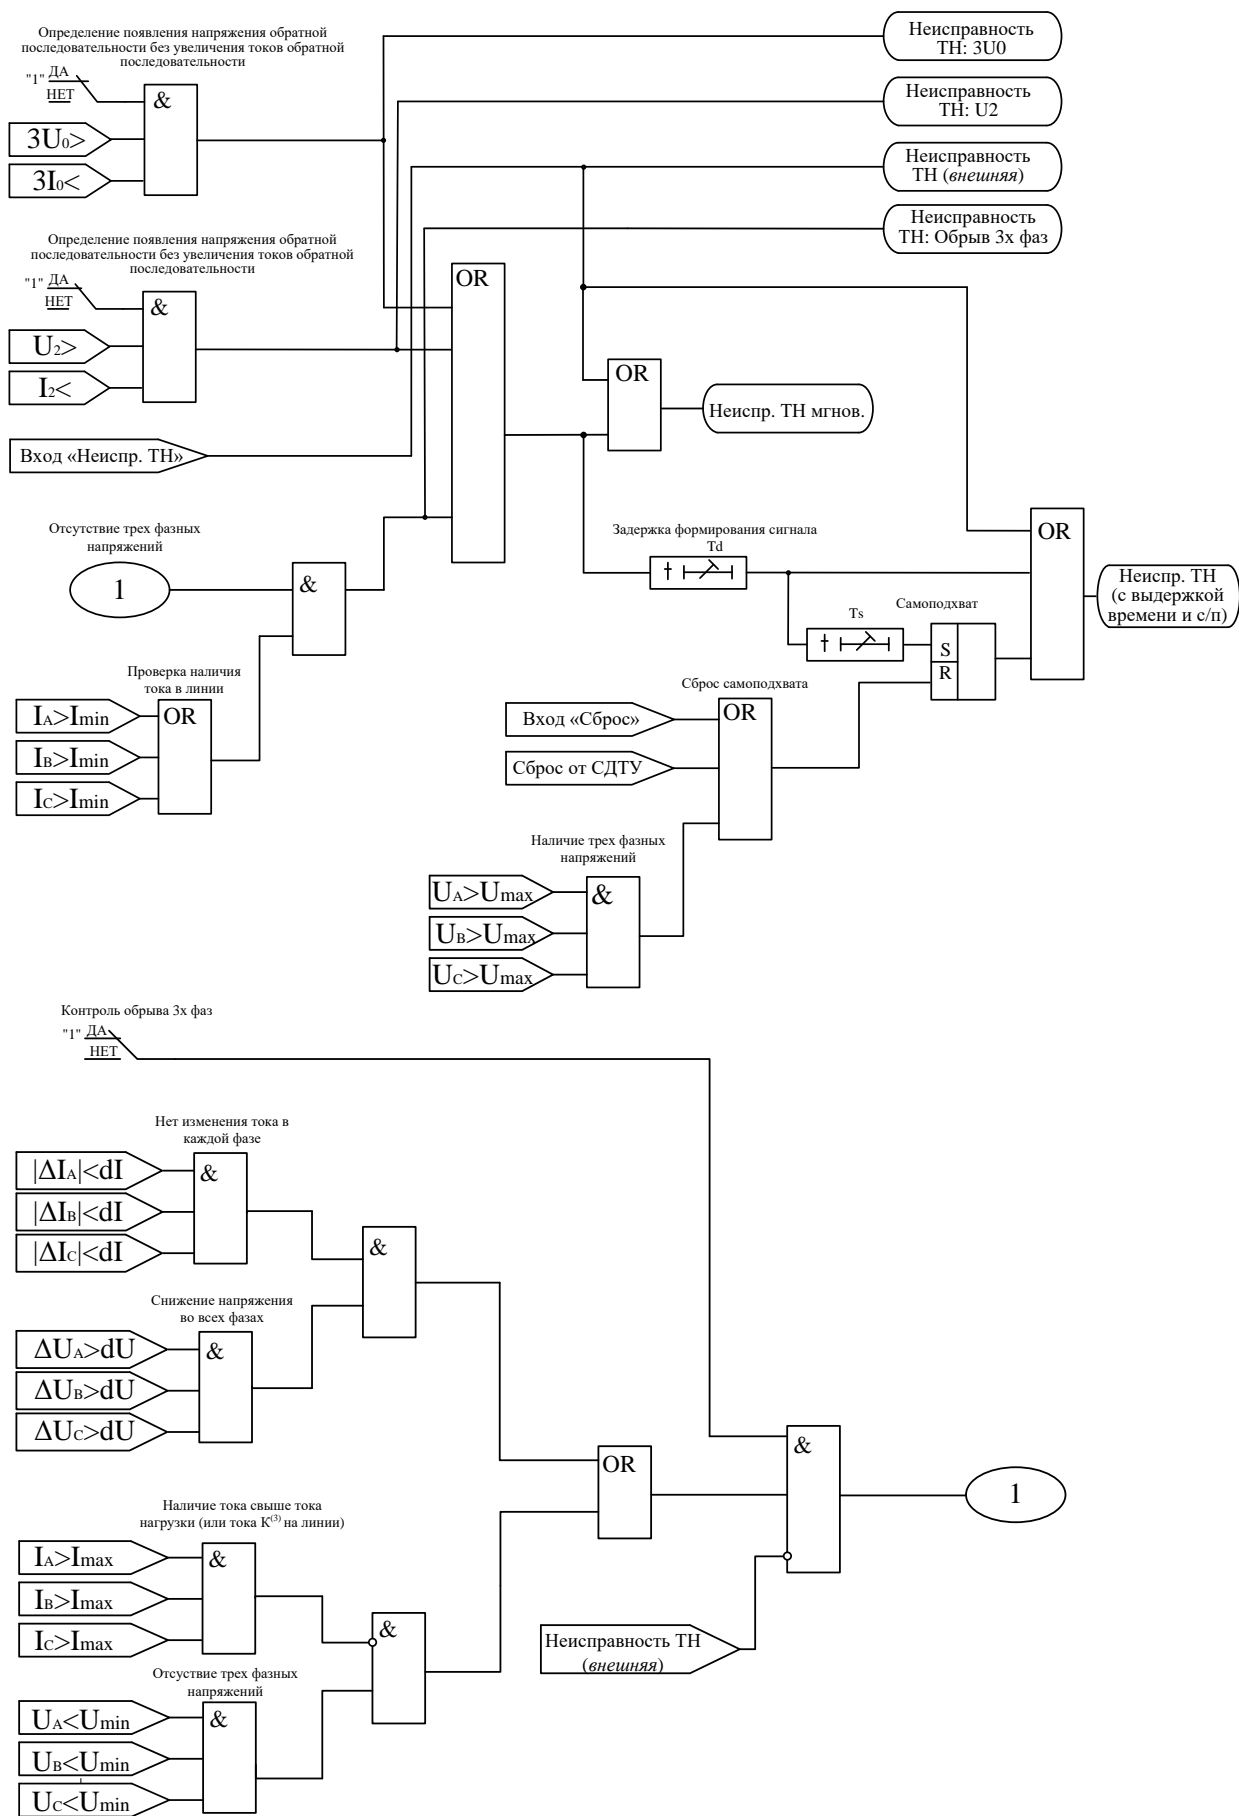 Определение появления напряжения обратной
последовательности без увеличения токов обратной
последовательности
"1" ДА
НЕТ
&
3U0>
3I0<
Неисправность
ТН: 3U0
Неисправность
ТН: U2
Неисправность
ТН (внешняя)
Неисправность
ТН: Обрыв 3х фаз
Определение появления напряжения обратной
последовательности без увеличения токов обратной
последовательности
"1" ДА
НЕТ
&
U2>
I2<
OR
OR
Неиспр. ТН мгнов.
Вход «Неиспр. ТН»
Отсутствие трех фазных
напряжений
1
&
Задержка формирования сигнала
Td
OR
Неиспр. ТН
(с выдержкой
времени и с/п)
Ts
Самоподхват
S
R
Проверка наличия
тока в линии
IA>Imin
IB>Imin
IC>Imin
OR
Сброс самоподхвата
Вход «Сброс»
Сброс от СДТУ
OR
Наличие трех фазных
напряжений
UA>Umax
UB>Umax
UC>Umax
&
Контроль обрыва 3х фаз
"1" ДА
НЕТ
Нет изменения тока в
каждой фазе
|ΔIA|<dI
|ΔIB|<dI
|ΔIC|<dI
&
&
Снижение напряжения
во всех фазах
ΔUA>dU
ΔUB>dU
ΔUC>dU
&
OR
&
1
Наличие тока свыше тока
нагрузки (или тока К(3) на линии)
IA>Imax
IB>Imax
IC>Imax
&
&
Неисправность ТН
(внешняя)
Отсуствие трех фазных
напряжений
UA<Umin
UB<Umin
UC<Umin
&